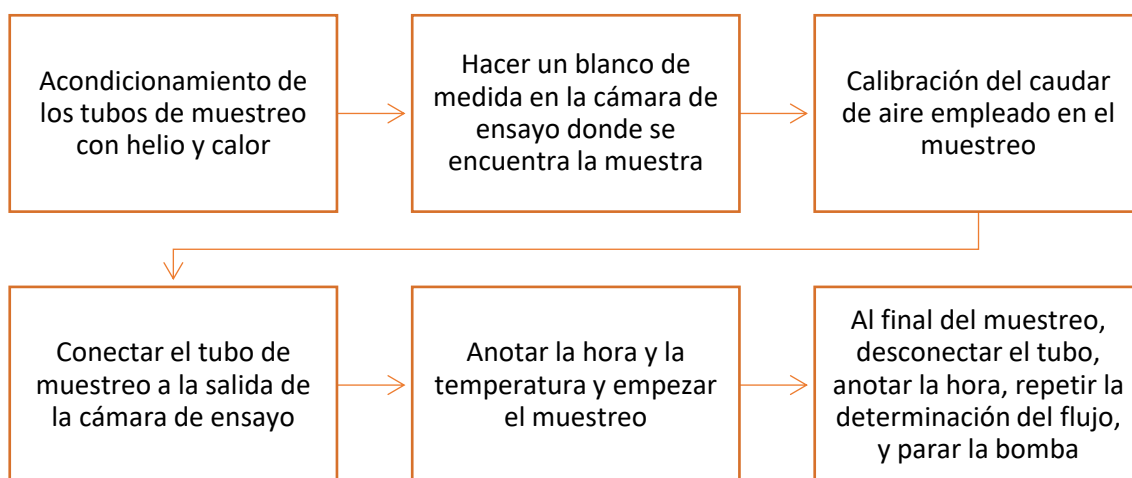 Acondicionamiento de
los tubos de muestreo
con helio y calor
Hacer un blanco de
medida en la cámara de
ensayo donde se
encuentra la muestra
Calibración del caudar
de aire empleado en el
muestreo
Conectar el tubo de
muestreo a la salida de
la cámara de ensayo
Anotar la hora y la
temperatura y empezar
el muestreo
Al final del muestreo,
desconectar el tubo,
anotar la hora, repetir la
determinación del flujo,
y parar la bomba